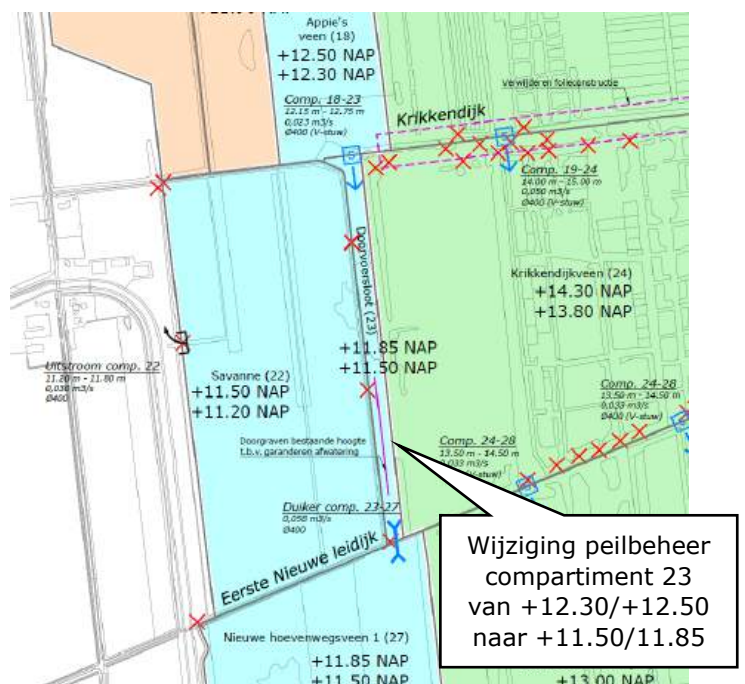 Appie's
veen (18)
+12.50 NAP
+12.30 NAP
Comp. 18-23
12.15 m - 12.75 m
0,023 m3/s
Ø400 (V-stuw)
Krikkendijk
Verwijderen folieconstructie
S
S
Comp. 19-24
14.00 m - 15.00 m
0,050 m3/s
Ø400 (V-stuw)
Doorvoersloot (23)
Krikkendijkveen (24)
+14.30 NAP
+13.80 NAP
+11.85 NAP
+11.50 NAP
Uitstroom comp. 22
11.20 m - 11.80 m
0,038 m3/s
Ø400
Savanne (22)
+11.50 NAP
+11.20 NAP
Comp. 24-28
13.50 m - 14.50 m
0,033 m3/s
Ø400 (V-stuw)
Doorgraven bestaande hoogte
t.b.v. garanderen afwatering
Comp. 24-28
13.50 m - 14.50 m
0,033 m3/s
(V-stuw)
Duiker comp. 23-27
0,058 m3/s
Ø400
Eerste Nieuwe leidijk
Wijziging peilbeheer
compartiment 23
van +12.30/+12.50
naar +11.50/11.85
Nieuwe hoevenwegsveen 1 (27)
+11.85 NAP
+11.50 NAP
+13.00 NAP